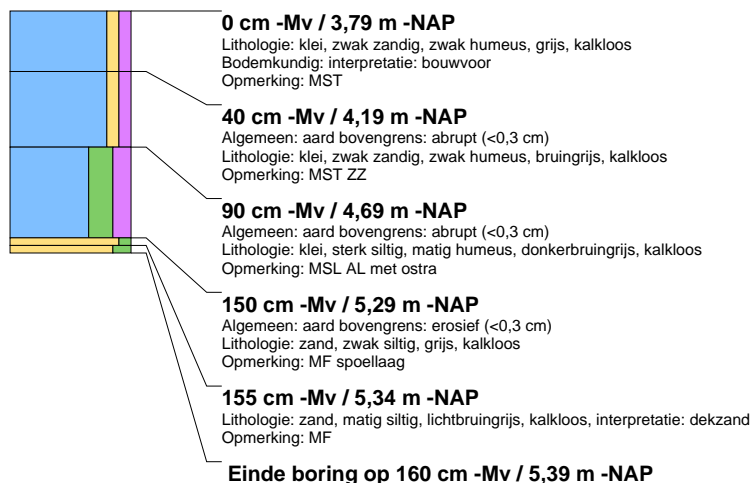 0 cm -Mv / 3,79 m -NAP
Lithologie: klei, zwak zandig, zwak humeus, grijs, kalkloos
Bodemkundig: interpretatie: bouwvoor
Opmerking: MST
40 cm -Mv / 4,19 m -NAP
Algemeen: aard bovengrens: abrupt (<0,3 cm)
Lithologie: klei, zwak zandig, zwak humeus, bruingrijs, kalkloos
Opmerking: MST ZZ
90 cm -Mv / 4,69 m -NAP
Algemeen: aard bovengrens: abrupt (<0,3 cm)
Lithologie: klei, sterk siltig, matig humeus, donkerbruingrijs, kalkloos
Opmerking: MSL AL met ostra
150 cm -Mv / 5,29 m -NAP
Algemeen: aard bovengrens: erosief (<0,3 cm)
Lithologie: zand, zwak siltig, grijs, kalkloos
Opmerking: MF spoellaag
155 cm -Mv / 5,34 m -NAP
Lithologie: zand, matig siltig, lichtbruingrijs, kalkloos, interpretatie: dekzand
Opmerking: MF
Einde boring op 160 cm -Mv / 5,39 m -NAP